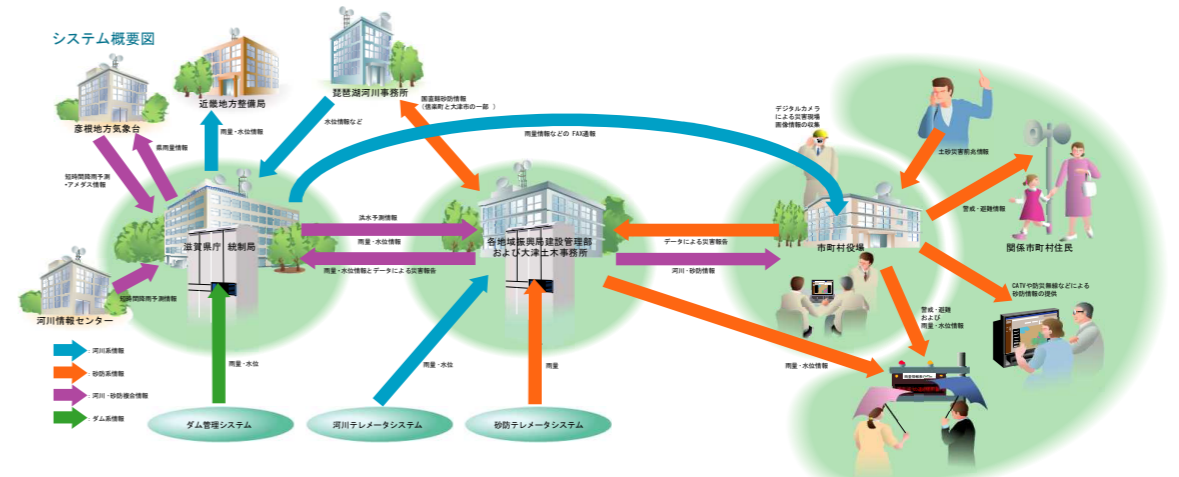 システム概要図
彦根地方気象台
近畿地方整備局
琵琶湖河川事務所
国直轄砂防情報
(信楽町と大津市の一部 )
水位情報など
雨量・水位情報
県雨量情報
短時間降雨予測
・アメダス情報
雨量情報などの FAX通報
デジタルカメラ
による災害現場
画像情報の収集
土砂災害前兆情報
警戒・避難情報
関係市町村住民
滋賀県庁 統制局
洪水予測情報
雨量・水位情報
雨量・水位情報とデータによる災害報告
各地域振興局建設管理部
および大津土木事務所
データによる災害報告
河川・砂防情報
市町村役場
河川情報センター
短時間降雨予測情報
CATVや防災無線などによる
砂防情報の提供
警戒・避難
および
雨量・水位情報
雨量・水位情報
:河川系情報
:砂防系情報
:河川・砂防複合情報
:ダム系情報
雨量・水位
雨量・水位
雨量
ダム管理システム
河川テレメータシステム
砂防テレメータシステム